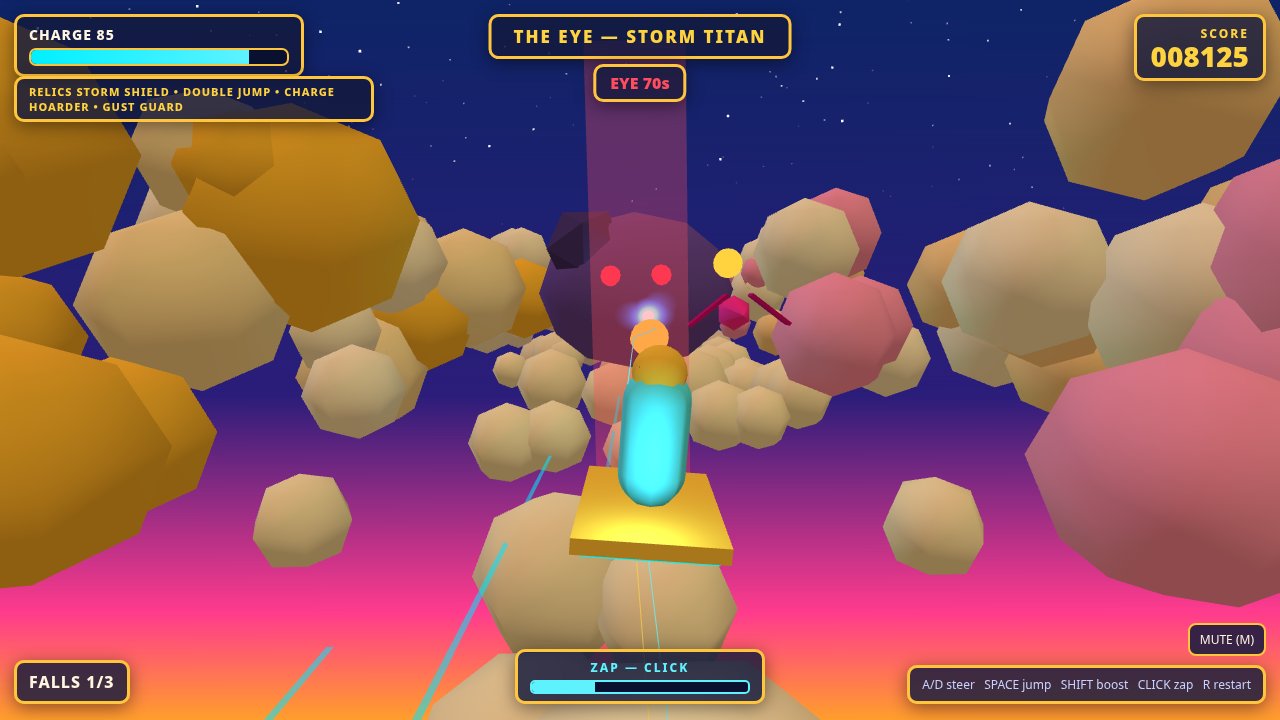 CHARGE 85
THE EYE — STORM TITAN
SCORE
008125
EYE 70s
RELICS STORM SHIELD • DOUBLE JUMP • CHARGE
HOARDER • GUST GUARD
MUTE (M)
FALLS 1/3
ZAP — CLICK
A/D steer SPACE jump SHIFT boost CLICK zap R restart